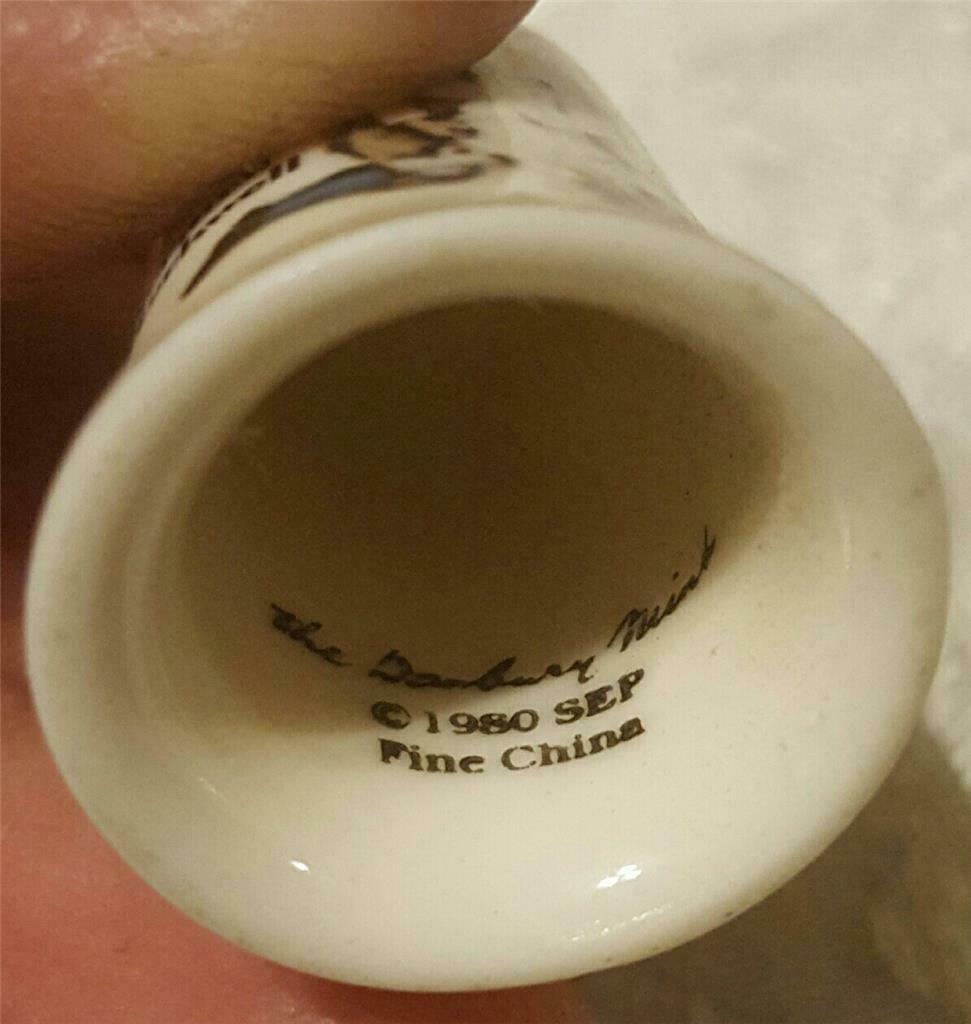 The Danbury Mint
© 1980 SEP
Fine China